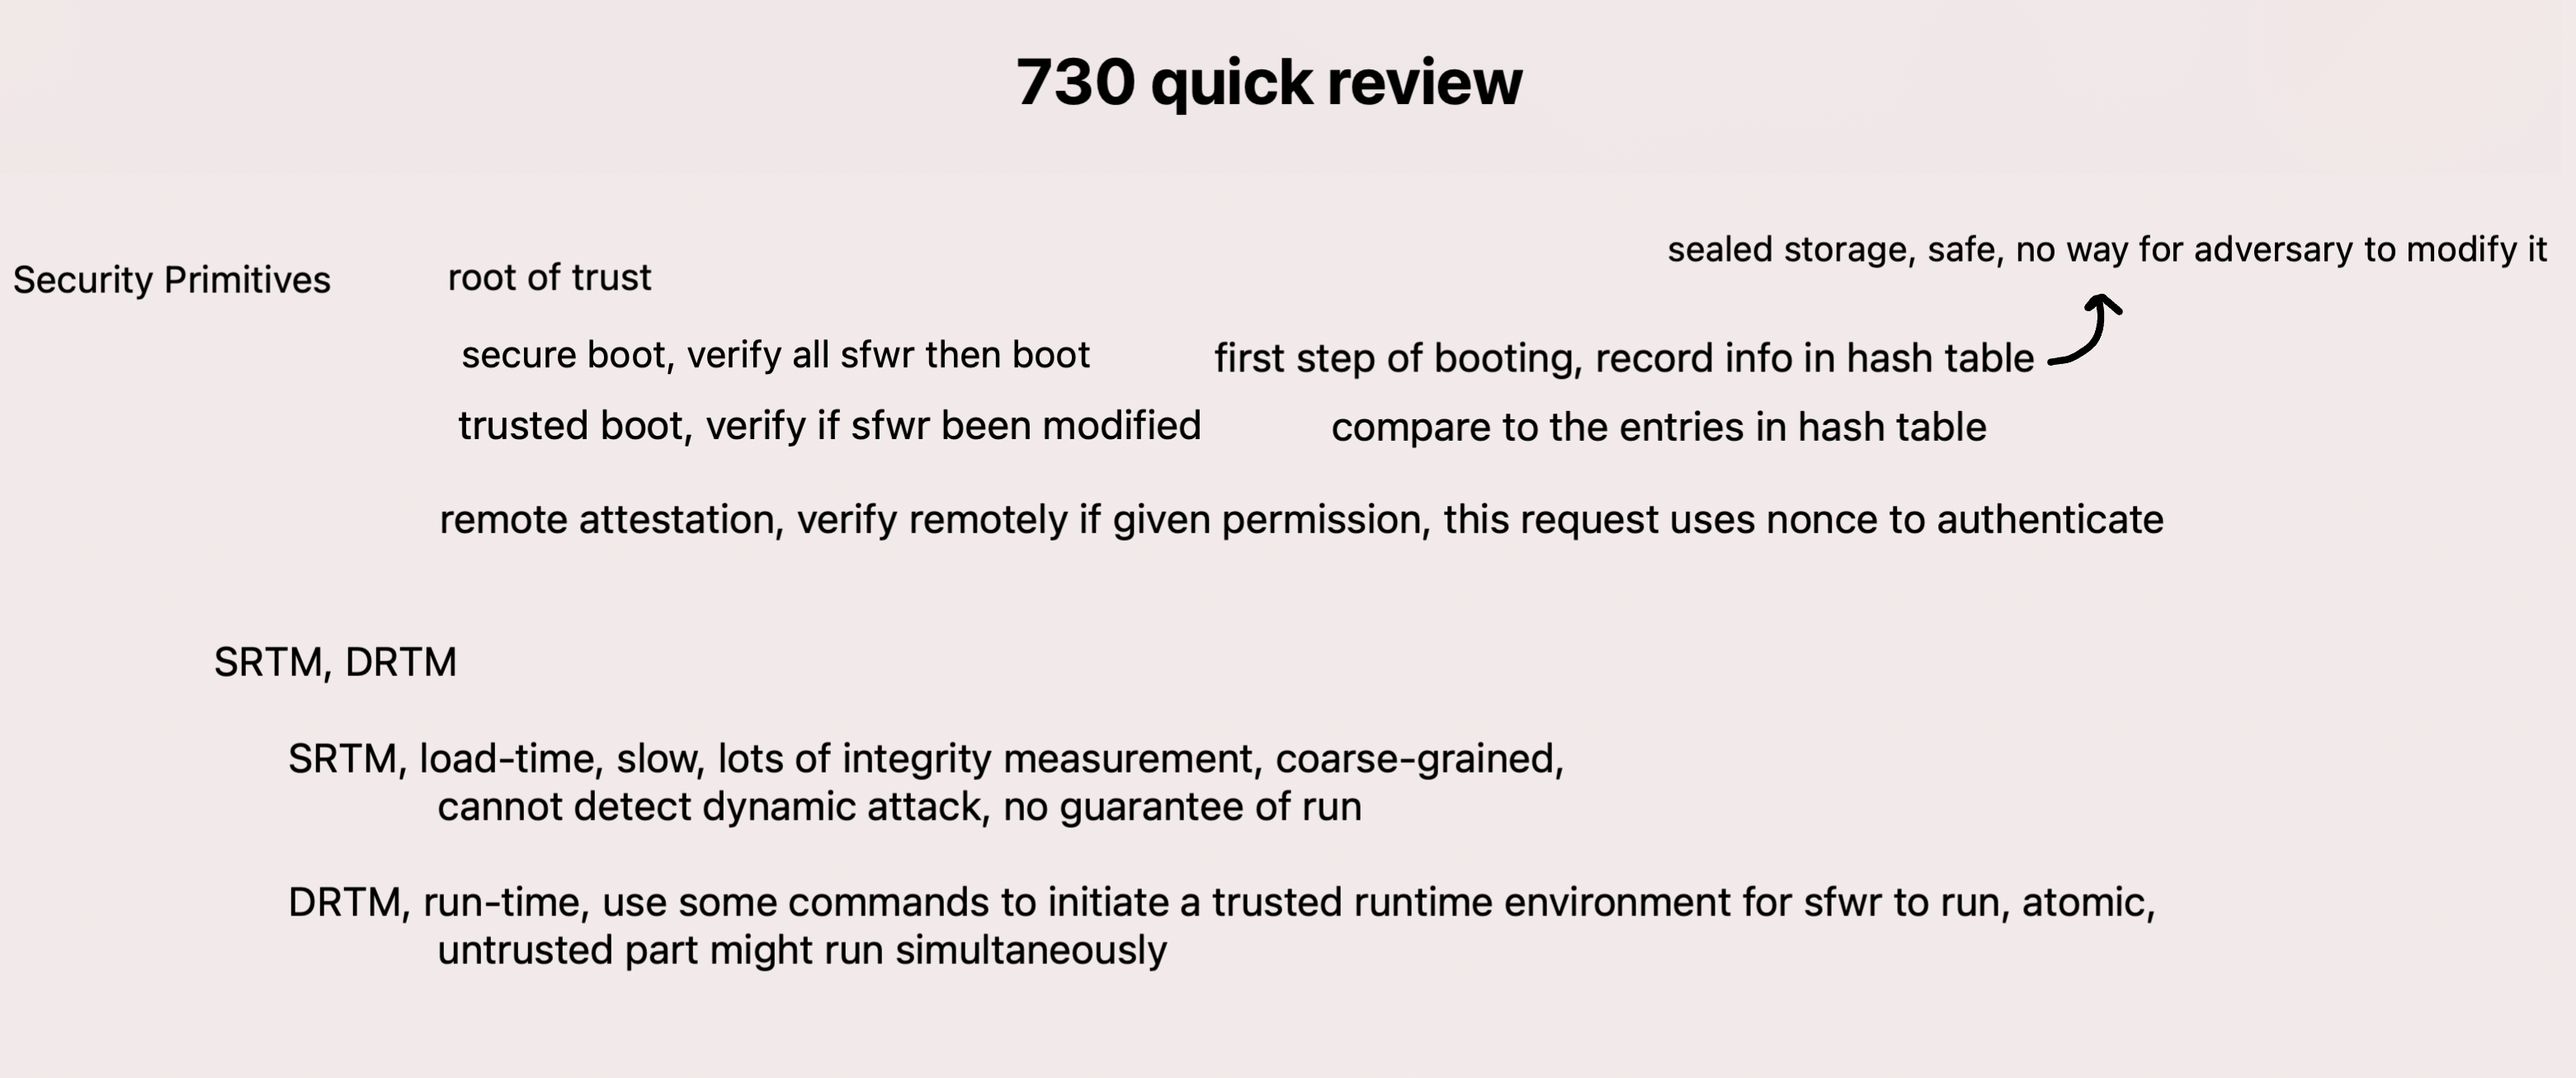 730 quick review
sealed storage, safe, no way for adversary to modify it
Security Primitives root of trust
secure boot, verify all sfwr then boot first step of booting, record info in hash table
trusted boot, verify if sfwr been modified compare to the entries in hash table
remote attestation, verify remotely if given permission, this request uses nonce to authenticate
SRTM, DRTM
SRTM, load-time, slow, lots of integrity measurement, coarse-grained,
cannot detect dynamic attack, no guarantee of run
DRTM, run-time, use some commands to initiate a trusted runtime environment for sfwr to run, atomic,
untrusted part might run simultaneously